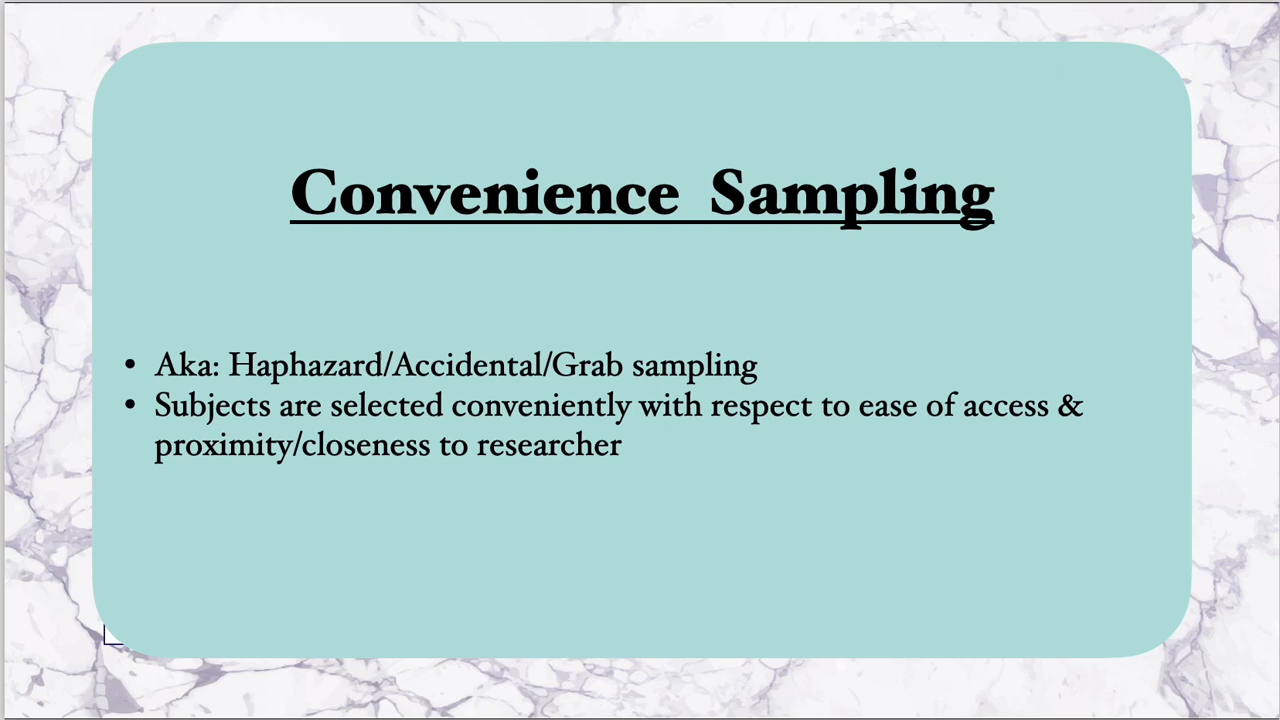 Convenience Sampling
• Aka: Haphazard/Accidental/Grab sampling
• Subjects are selected conveniently with respect to ease of access &
proximity/closeness to researcher